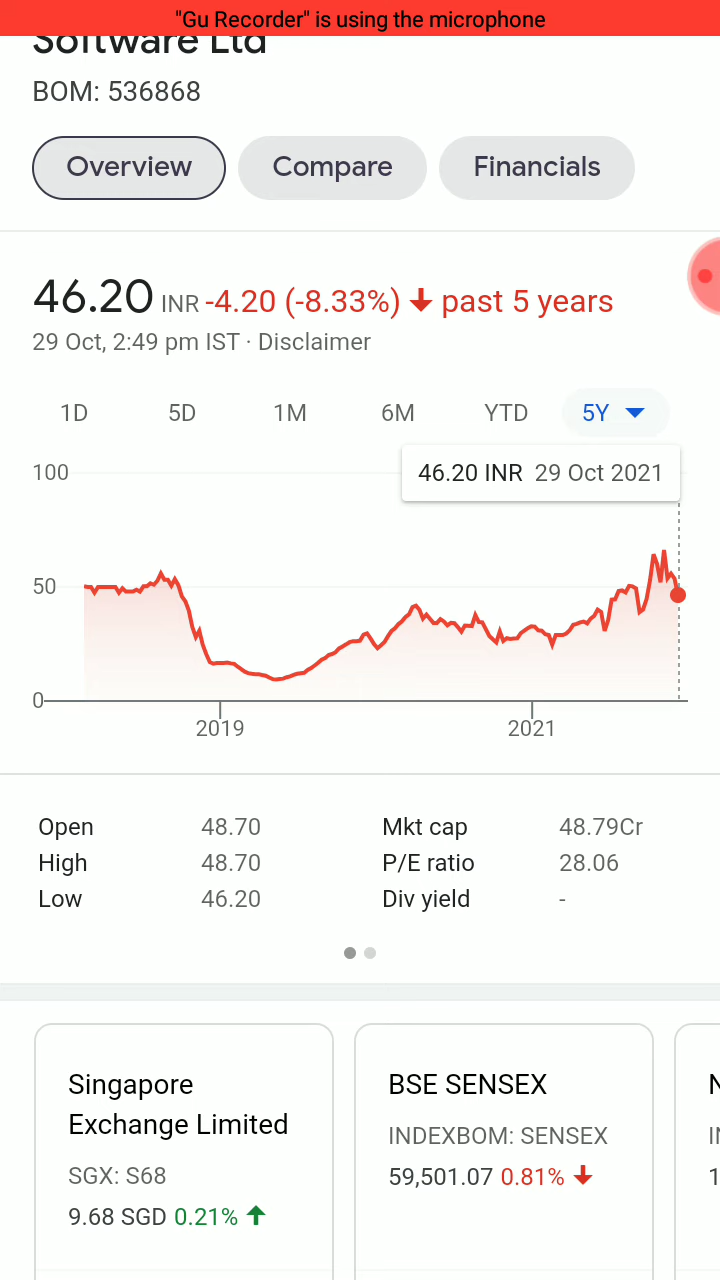 "Gu Recorder" is using the microphone
Software Ltd
BOM: 536868
Overview Compare Financials
46.20 INR -4.20 (-8.33%) past 5 years
29 Oct, 2:49 pm IST · Disclaimer
1D 5D 1M 6M YTD 5Y
46.20 INR 29 Oct 2021
100
50
0
2019 2021
Open 48.70 Mkt cap 48.79Cr
High 48.70 P/E ratio 28.06
Low 46.20 Div yield -
Singapore
Exchange Limited
SGX: S68
9.68 SGD 0.21%
BSE SENSEX
INDEXBOM: SENSEX
59,501.07 0.81%